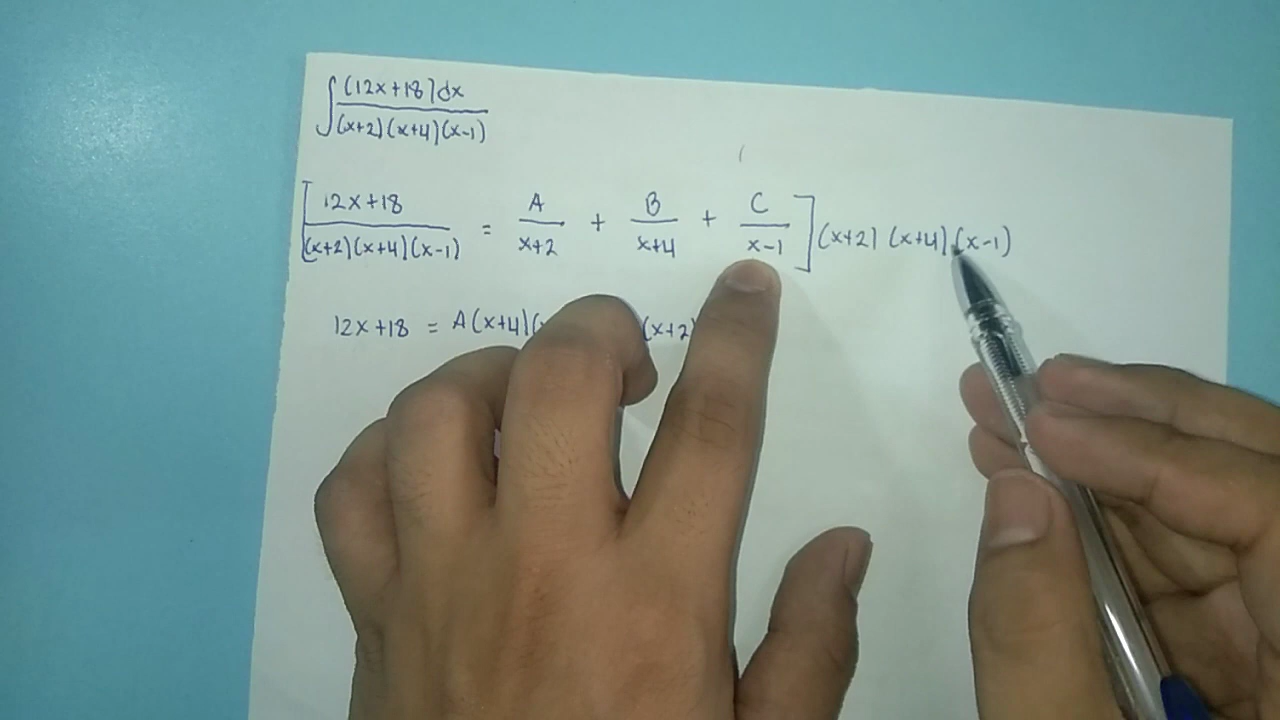 ∫ (12x+18)dx / (x+2)(x+4)(x-1)
[ 12x+18 / (x+2)(x+4)(x-1) = A / x+2 + B / x+4 + C / x-1 ] (x+2) (x+4) (x-1)
12x+18 = A(x+4)( (x+2)